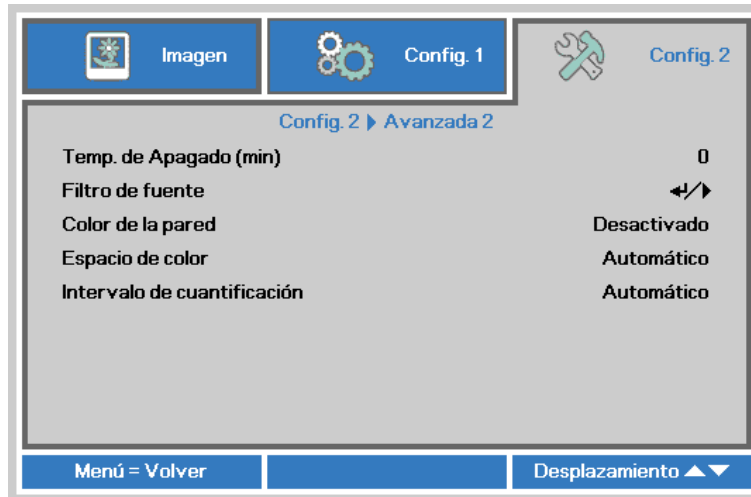 Imagen Config. 1 Config. 2
Config. 2 ▶ Avanzada 2
Temp. de Apagado (min) 0
Filtro de fuente ↵/▶
Color de la pared Desactivado
Espacio de color Automático
Intervalo de cuantificación Automático
Menú = Volver Desplazamiento ▲▼